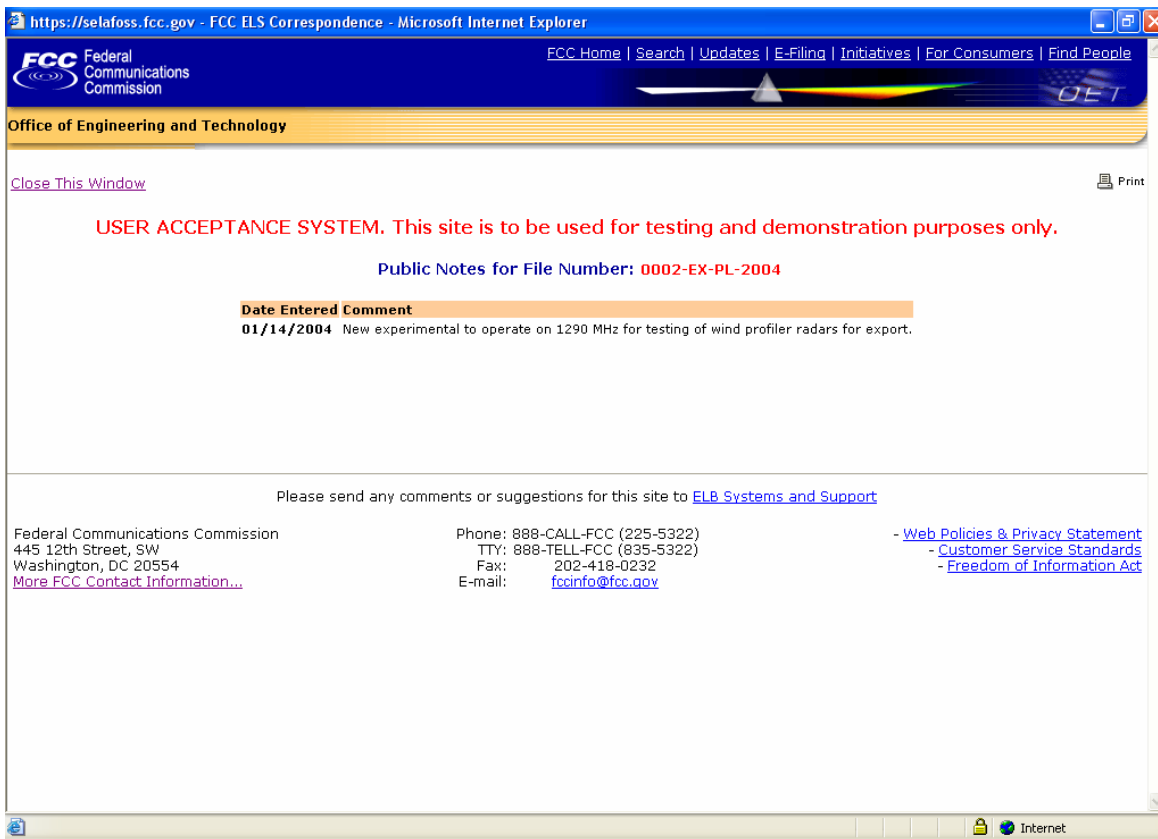 https://selafoss.fcc.gov - FCC ELS Correspondence - Microsoft Internet Explorer
FCC Federal Communications Commission
FCC Home | Search | Updates | E-Filing | Initiatives | For Consumers | Find People
OET
Office of Engineering and Technology
Close This Window
Print
USER ACCEPTANCE SYSTEM. This site is to be used for testing and demonstration purposes only.
Public Notes for File Number: 0002-EX-PL-2004
Date Entered Comment
01/14/2004 New experimental to operate on 1290 MHz for testing of wind profiler radars for export.
Please send any comments or suggestions for this site to ELB Systems and Support
Federal Communications Commission
445 12th Street, SW
Washington, DC 20554
More FCC Contact Information...
Phone: 888-CALL-FCC (225-5322)
TTY: 888-TELL-FCC (835-5322)
Fax: 202-418-0232
E-mail: fccinfo@fcc.gov
- Web Policies & Privacy Statement
- Customer Service Standards
- Freedom of Information Act
Internet